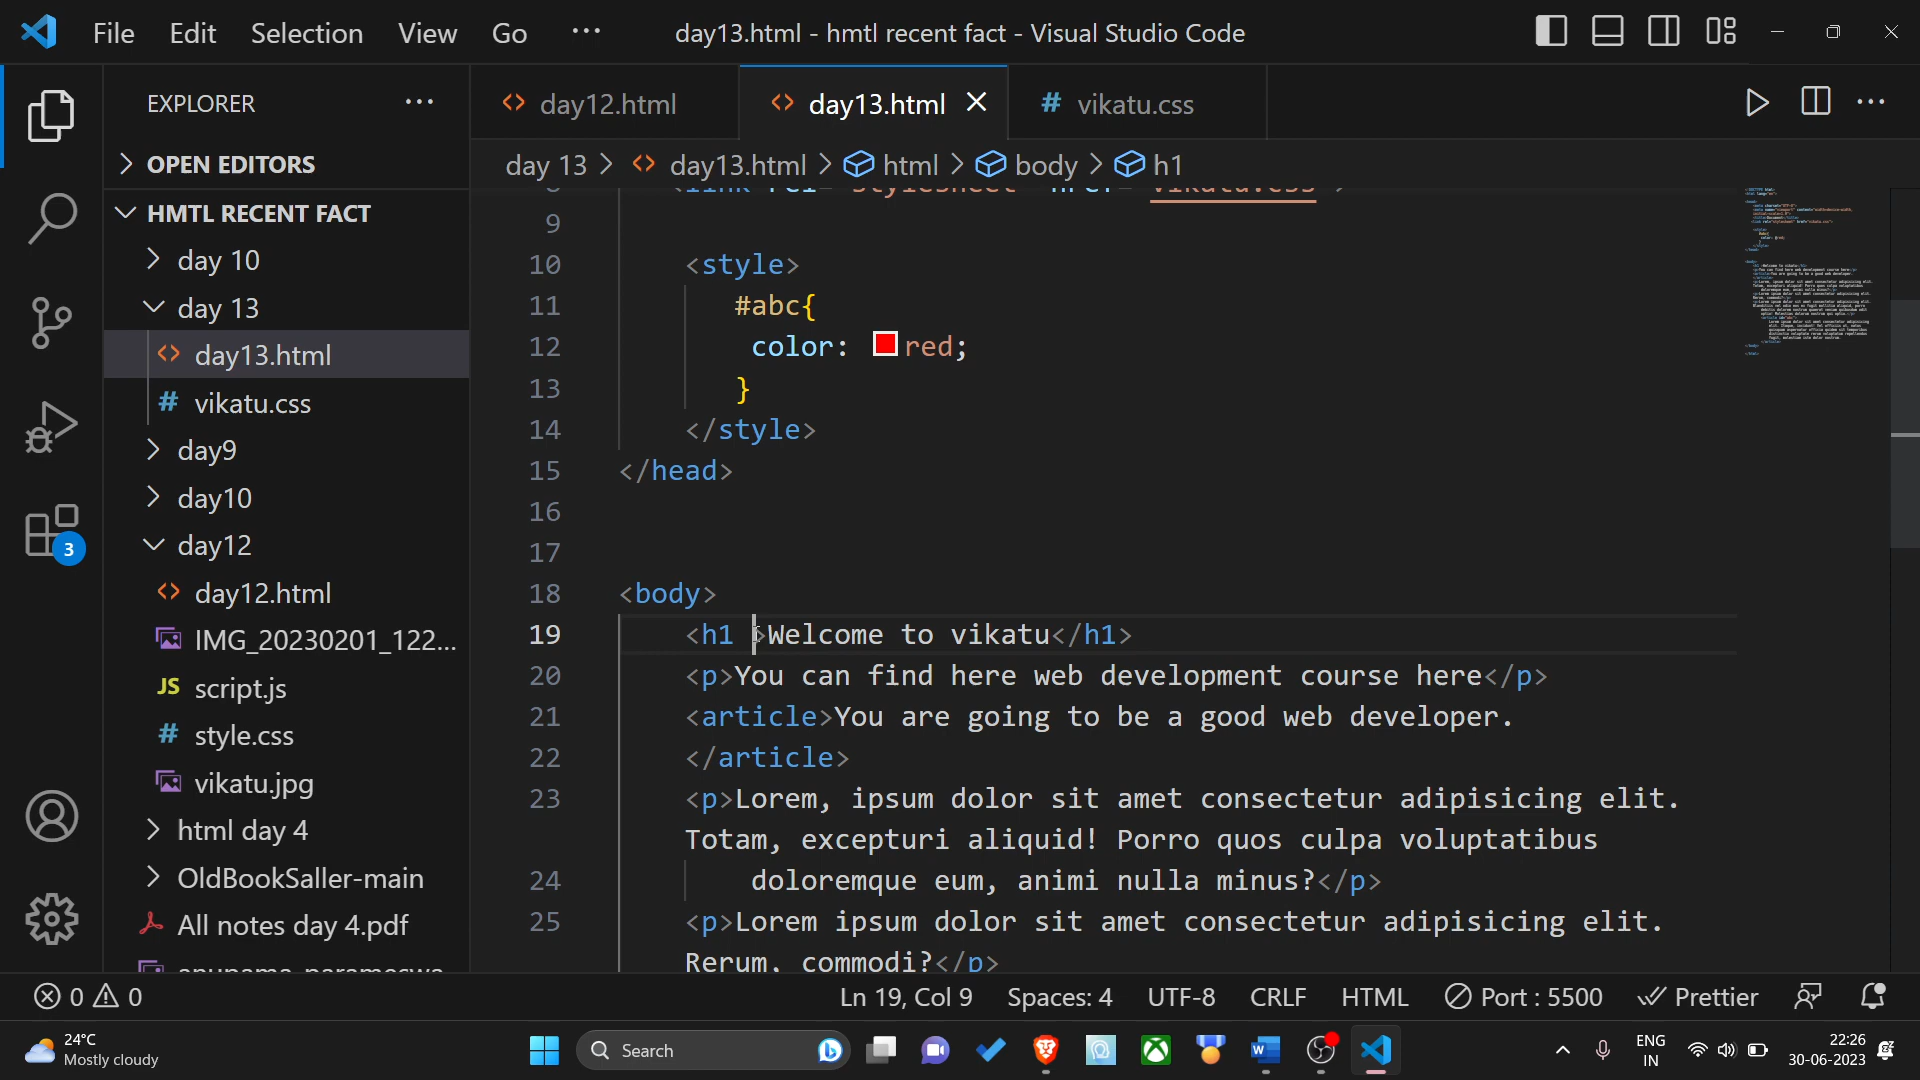 File Edit Selection View Go ··· day13.html - hmtl recent fact - Visual Studio Code
EXPLORER ···
OPEN EDITORS
HMTL RECENT FACT
day 10
day 13
day13.html
vikatu.css
day9
day10
day12
day12.html
IMG_20230201_122...
script.js
style.css
vikatu.jpg
html day 4
OldBookSaller-main
All notes day 4.pdf
3
day12.html day13.html vikatu.css
day 13 > day13.html > html > body > h1
9
10 <style>
11 #abc{
12 color: red;
13 }
14 </style>
15 </head>
16
17
18 <body>
19 <h1 >Welcome to vikatu</h1>
20 <p>You can find here web development course here</p>
21 <article>You are going to be a good web developer.
22 </article>
23 <p>Lorem, ipsum dolor sit amet consectetur adipisicing elit.
Totam, excepturi aliquid! Porro quos culpa voluptatibus
24 doloremque eum, animi nulla minus?</p>
25 <p>Lorem ipsum dolor sit amet consectetur adipisicing elit.
Rerum, commodi?</p>
0 0 Ln 19, Col 9 Spaces: 4 UTF-8 CRLF HTML Port : 5500 Prettier
24°C
Mostly cloudy
Search
ENG
IN
22:26
30-06-2023